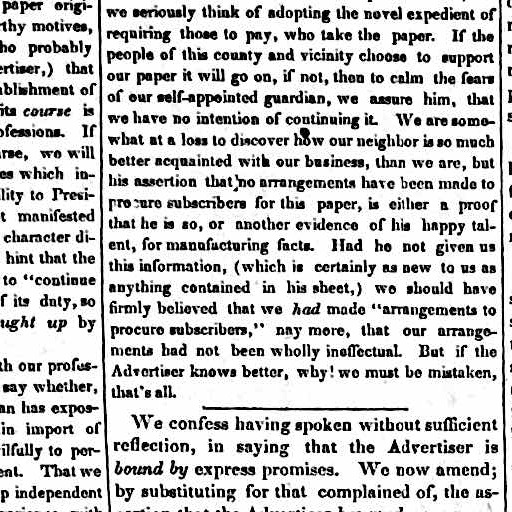 paper origi-
rthy motives,
ho probably
ertiser,) that
ablishment of
its course is
ofessions. If
rse, we will
es which in-
lity to Presi-
t manifested
character di-
hint that the
to "continue
f its duty, so
ught up by
th our profes-
say whether,
an has expos-
in import of
ilfully to per-
ent. That we
p independent
we seriously think of adopting the novel expedient of
requiring those to pay, who take the paper. If the
people of this county and vicinity choose to support
our paper it will go on, if not, then to calm the fears
of our self-appointed guardian, we assure him, that
we have no intention of continuing it. We are some-
what at a loss to discover how our neighbor is so much
better acquainted with our business, than we are, but
his assertion that no arrangements have been made to
procure subscribers for this paper, is either a proof
that he is so, or another evidence of his happy tal-
ent, for manufacturing facts. Had he not given us
this information, (which is certainly as new to us as
anything contained in his sheet,) we should have
firmly believed that we had made "arrangements to
procure subscribers," nay more, that our arrange-
ments had not been wholly ineffectual. But if the
Advertiser knows better, why! we must be mistaken,
that's all.
We confess having spoken without sufficient
reflection, in saying that the Advertiser is
bound by express promises. We now amend;
by substituting for that complained of, the as-